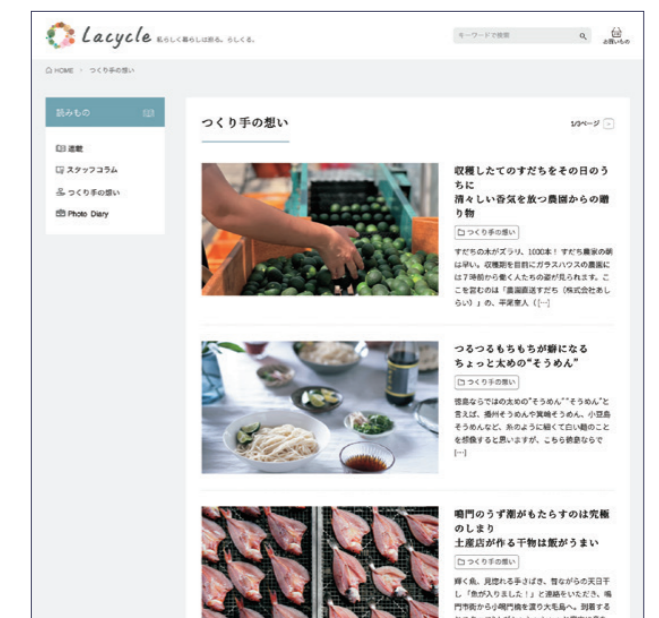 Lacycle 私らしく暮らしは廻る。らしくる。
キーワードで検索
お買いもの
HOME > つくり手の想い
読みもの
連載
スタッフコラム
つくり手の想い
Photo Diary
つくり手の想い
1/3ページ
収穫したてのすだちをその日のう
ちに
清々しい香気を放つ農園からの贈
り物
つくり手の想い
すだちの木がズラリ、1000本！ すだち農家の朝
は早い。収穫期を目前にガラスハウスの農園に
は7時前から働く人たちの姿が見られます。こ
こを営むのは「農園直送すだち（株式会社あし
らい）」の、平尾章人（ […]
つるつるもちもちが癖になる
ちょっと太めの“そうめん”
つくり手の想い
徳島ならではの太めの“そうめん”“そうめん”と
言えば、播州そうめんや三輪そうめん、小豆島
そうめんなど、糸のように細くて白い麺のこと
を想像すると思いますが、こちら徳島ならで
[…]
鳴門のうず潮がもたらすのは究極
のしまり
土産店が作る干物は飯がうまい
つくり手の想い
輝く魚、見惚れる手さばき、昔ながらの天日干
し 「魚が入りました！」と連絡をいただき、鳴
門市街から小鳴門橋を渡り大毛島へ。到着する